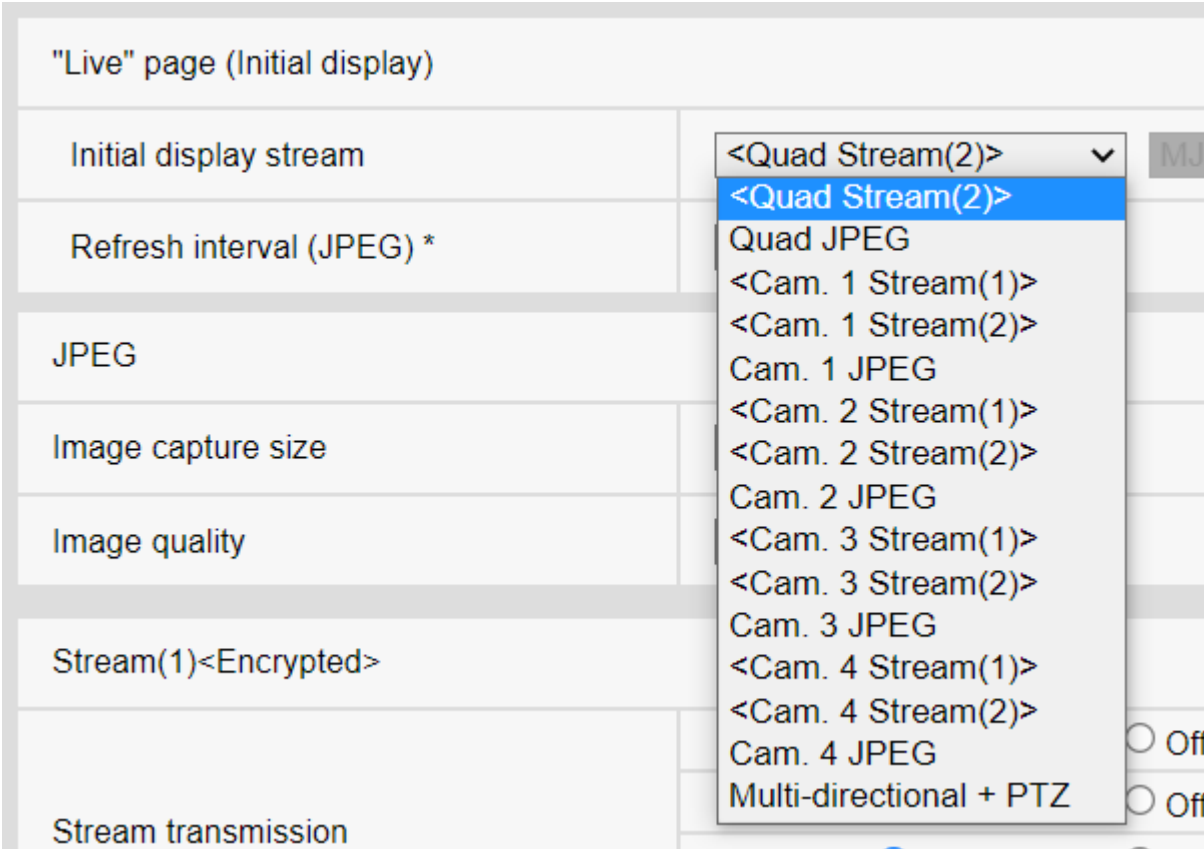 "Live" page (Initial display)
Initial display stream
<Quad Stream(2)>
MJ
<Quad Stream(2)>
Quad JPEG
<Cam. 1 Stream(1)>
<Cam. 1 Stream(2)>
Cam. 1 JPEG
<Cam. 2 Stream(1)>
<Cam. 2 Stream(2)>
Cam. 2 JPEG
<Cam. 3 Stream(1)>
<Cam. 3 Stream(2)>
Cam. 3 JPEG
<Cam. 4 Stream(1)>
<Cam. 4 Stream(2)>
Cam. 4 JPEG
Multi-directional + PTZ
Refresh interval (JPEG) *
JPEG
Image capture size
Image quality
Stream(1)<Encrypted>
Stream transmission
Off
Off